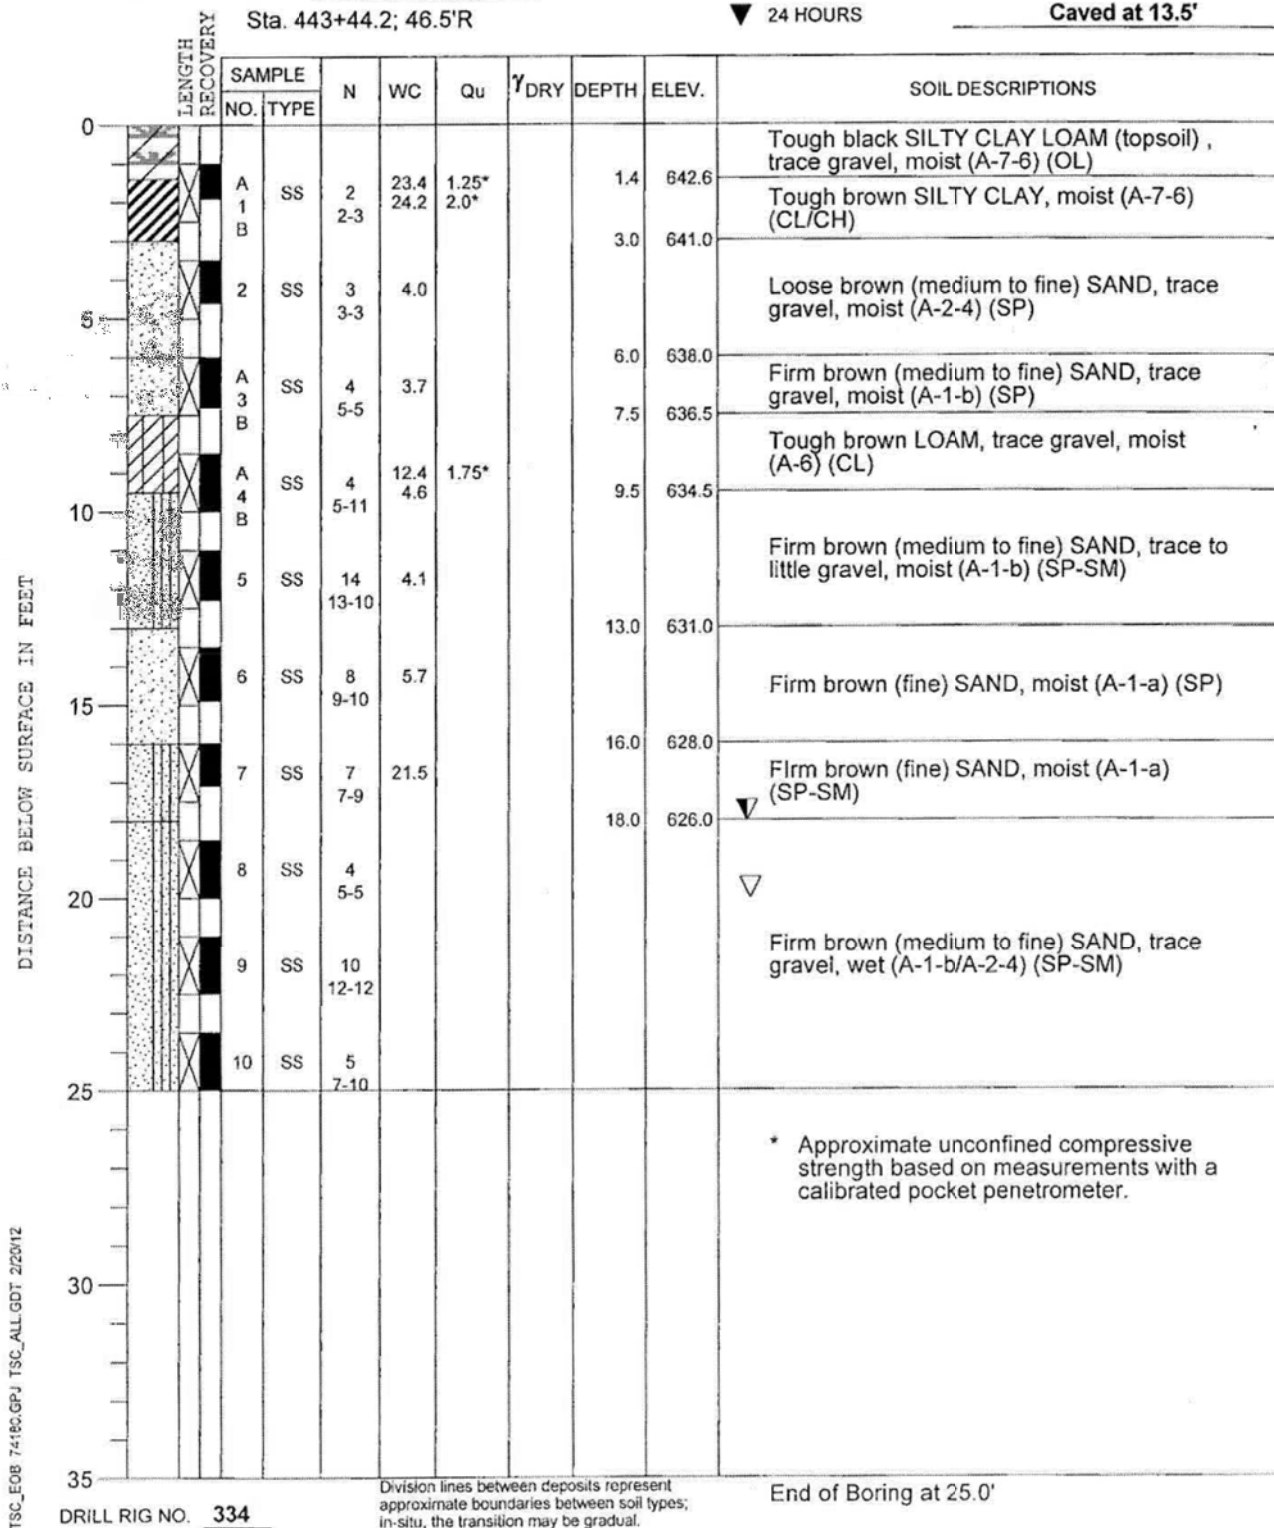 Sta. 443+44.2; 46.5'R
▼ 24 HOURS
Caved at 13.5'
LENGTH
RECOVERY
SAMPLE
NO. TYPE
N
WC
Qu
γDRY
DEPTH
ELEV.
SOIL DESCRIPTIONS
0
Tough black SILTY CLAY LOAM (topsoil) ,
trace gravel, moist (A-7-6) (OL)
1.4 642.6
A SS 2 23.4 1.25*
1 2-3 24.2 2.0*
B
Tough brown SILTY CLAY, moist (A-7-6)
(CL/CH)
3.0 641.0
2 SS 3 4.0
3-3
Loose brown (medium to fine) SAND, trace
gravel, moist (A-2-4) (SP)
5
6.0 638.0
A
3 SS 4 3.7
B 5-5
Firm brown (medium to fine) SAND, trace
gravel, moist (A-1-b) (SP)
7.5 636.5
Tough brown LOAM, trace gravel, moist
(A-6) (CL)
A SS 4 12.4 1.75*
4 5-11 4.6
B
9.5 634.5
10
Firm brown (medium to fine) SAND, trace to
little gravel, moist (A-1-b) (SP-SM)
5 SS 14 4.1
13-10
13.0 631.0
6 SS 8 5.7
9-10
Firm brown (fine) SAND, moist (A-1-a) (SP)
15
16.0 628.0
7 SS 7 21.5
7-9
FIrm brown (fine) SAND, moist (A-1-a)
(SP-SM)
18.0 626.0
8 SS 4
5-5
20
Firm brown (medium to fine) SAND, trace
gravel, wet (A-1-b/A-2-4) (SP-SM)
9 SS 10
12-12
10 SS 5
7-10
25
* Approximate unconfined compressive
strength based on measurements with a
calibrated pocket penetrometer.
30
35
DISTANCE BELOW SURFACE IN FEET
TSC_EOB 74180.GPJ TSC_ALL.GDT 2/20/12
DRILL RIG NO. 334
Division lines between deposits represent
approximate boundaries between soil types;
in-situ, the transition may be gradual.
End of Boring at 25.0'